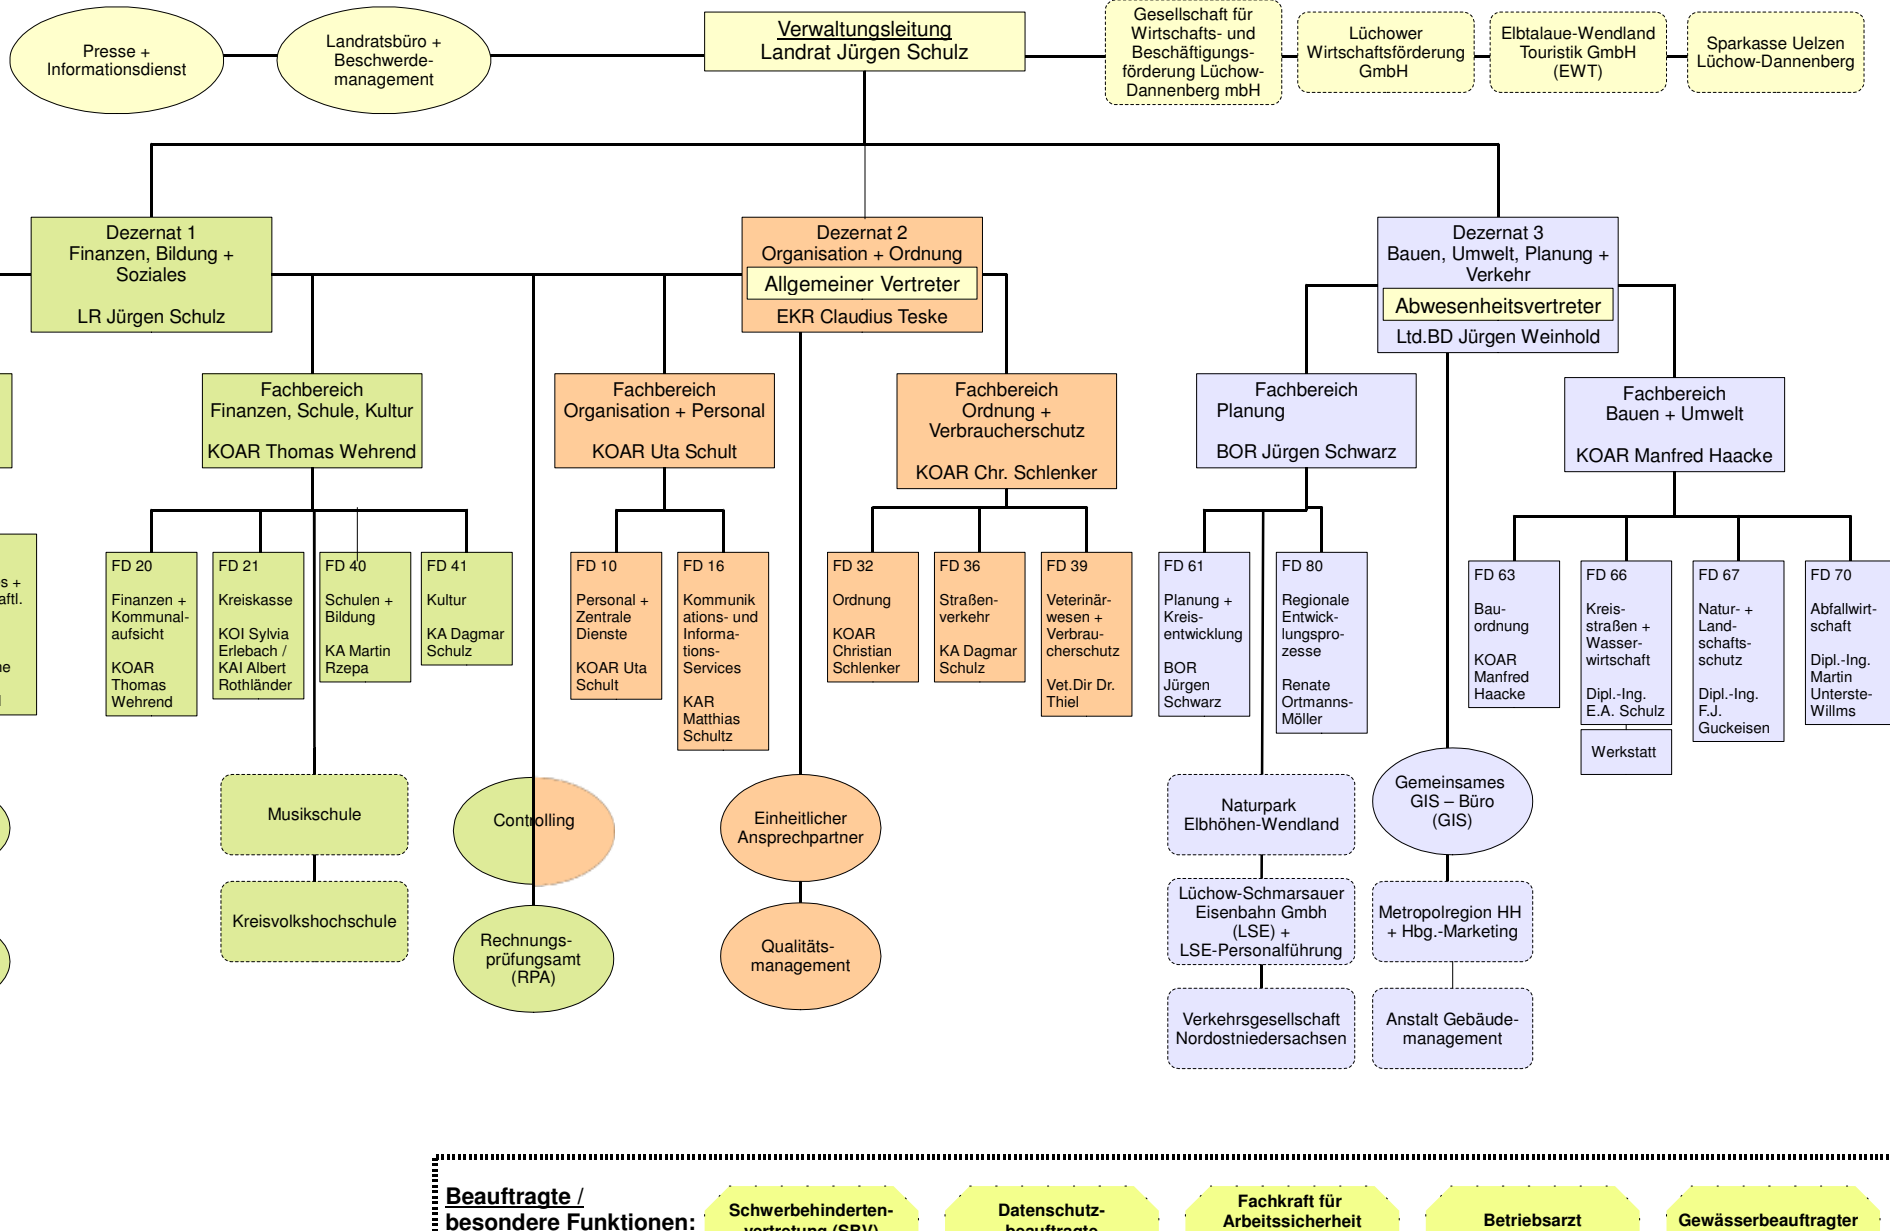 Presse +
Informationsdienst
Landratsbüro +
Beschwerde-
management
Verwaltungsleitung
Landrat Jürgen Schulz
Gesellschaft für
Wirtschafts- und
Beschäftigungs-
förderung Lüchow-
Dannenberg mbH
Lüchower
Wirtschaftsförderung
GmbH
Elbtalaue-Wendland
Touristik GmbH
(EWT)
Sparkasse Uelzen
Lüchow-Dannenberg
Dezernat 1
Finanzen, Bildung +
Soziales
LR Jürgen Schulz
Dezernat 2
Organisation + Ordnung
Allgemeiner Vertreter
EKR Claudius Teske
Dezernat 3
Bauen, Umwelt, Planung +
Verkehr
Abwesenheitsvertreter
Ltd.BD Jürgen Weinhold
Fachbereich
Finanzen, Schule, Kultur
KOAR Thomas Wehrend
Fachbereich
Organisation + Personal
KOAR Uta Schult
Fachbereich
Ordnung +
Verbraucherschutz
KOAR Chr. Schlenker
Fachbereich
Planung
BOR Jürgen Schwarz
Fachbereich
Bauen + Umwelt
KOAR Manfred Haacke
FD 20
Finanzen +
Kommunal-
aufsicht
KOAR
Thomas
Wehrend
FD 21
Kreiskasse
KOI Sylvia
Erlebach /
KAI Albert
Rothländer
FD 40
Schulen +
Bildung
KA Martin
Rzepa
FD 41
Kultur
KA Dagmar
Schulz
FD 10
Personal +
Zentrale
Dienste
KOAR Uta
Schult
FD 16
Kommunik
ations- und
Informa-
tions-
Services
KAR
Matthias
Schultz
FD 32
Ordnung
KOAR
Christian
Schlenker
FD 36
Straßen-
verkehr
KA Dagmar
Schulz
FD 39
Veterinär-
wesen +
Verbrau-
cherschutz
Vet.Dir Dr.
Thiel
FD 61
Planung +
Kreis-
entwicklung
BOR
Jürgen
Schwarz
FD 80
Regionale
Entwick-
lungspro-
zesse
Renate
Ortmanns-
Möller
FD 63
Bau-
ordnung
KOAR
Manfred
Haacke
FD 66
Kreis-
straßen +
Wasser-
wirtschaft
Dipl.-Ing.
E.A. Schulz
Werkstatt
FD 67
Natur- +
Land-
schafts-
schutz
Dipl.-Ing.
F.J.
Guckeisen
FD 70
Abfallwirt-
schaft
Dipl.-Ing.
Martin
Unterste-
Willms
Musikschule
Kreisvolkshochschule
Controlling
Rechnungs-
prüfungsamt
(RPA)
Einheitlicher
Ansprechpartner
Qualitäts-
management
Naturpark
Elbhöhen-Wendland
Lüchow-Schmarsauer
Eisenbahn Gmbh
(LSE) +
LSE-Personalführung
Verkehrsgesellschaft
Nordostniedersachsen
Gemeinsames
GIS – Büro
(GIS)
Metropolregion HH
+ Hbg.-Marketing
Anstalt Gebäude-
management
Beauftragte /
besondere Funktionen:
Schwerbehinderten-
vertretung (SBV)
Datenschutz-
beauftragte
Fachkraft für
Arbeitssicherheit
Betriebsarzt
Gewässerbeauftragter